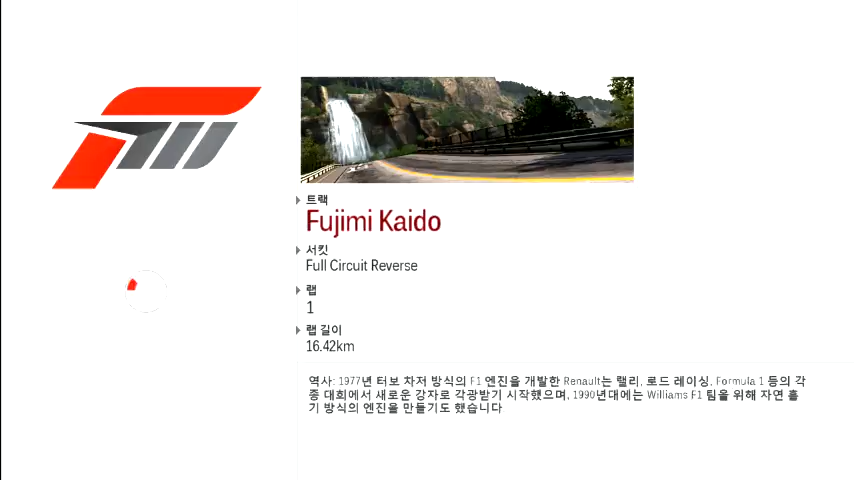 트랙
Fujimi Kaido
서킷
Full Circuit Reverse
랩
1
랩 길이
16.42km
역사: 1977년 터보 차저 방식의 F1 엔진을 개발한 Renault는 랠리, 로드 레이싱, Formula 1 등의 각
종 대회에서 새로운 강자로 각광받기 시작했으며, 1990년대에는 Williams F1 팀을 위해 자연 흡
기 방식의 엔진을 만들기도 했습니다